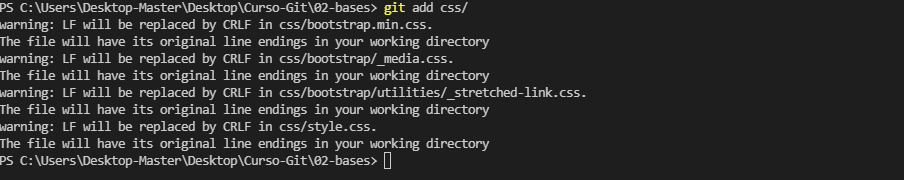 PS C:\Users\Desktop-Master\Desktop\Curso-Git\02-bases> git add css/
warning: LF will be replaced by CRLF in css/bootstrap.min.css.
The file will have its original line endings in your working directory
warning: LF will be replaced by CRLF in css/bootstrap/_media.css.
The file will have its original line endings in your working directory
warning: LF will be replaced by CRLF in css/bootstrap/utilities/_stretched-link.css.
The file will have its original line endings in your working directory
warning: LF will be replaced by CRLF in css/style.css.
The file will have its original line endings in your working directory
PS C:\Users\Desktop-Master\Desktop\Curso-Git\02-bases>